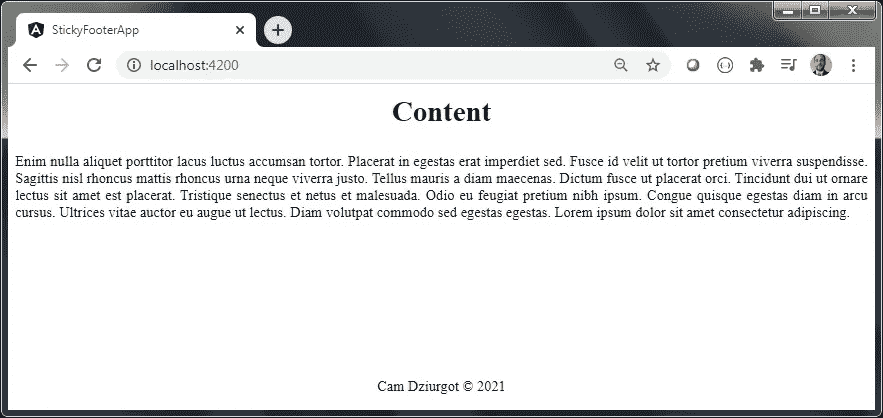 StickyFooterApp
localhost:4200
Content
Enim nulla aliquet porttitor lacus luctus accumsan tortor. Placerat in egestas erat imperdiet sed. Fusce id velit ut tortor pretium viverra suspendisse.
Sagittis nisl rhoncus mattis rhoncus urna neque viverra justo. Tellus mauris a diam maecenas. Dictum fusce ut placerat orci. Tincidunt dui ut ornare
lectus sit amet est placerat. Tristique senectus et netus et malesuada. Odio eu feugiat pretium nibh ipsum. Congue quisque egestas diam in arcu
cursus. Ultrices vitae auctor eu augue ut lectus. Diam volutpat commodo sed egestas egestas. Lorem ipsum dolor sit amet consectetur adipiscing.
Cam Dziurgot © 2021